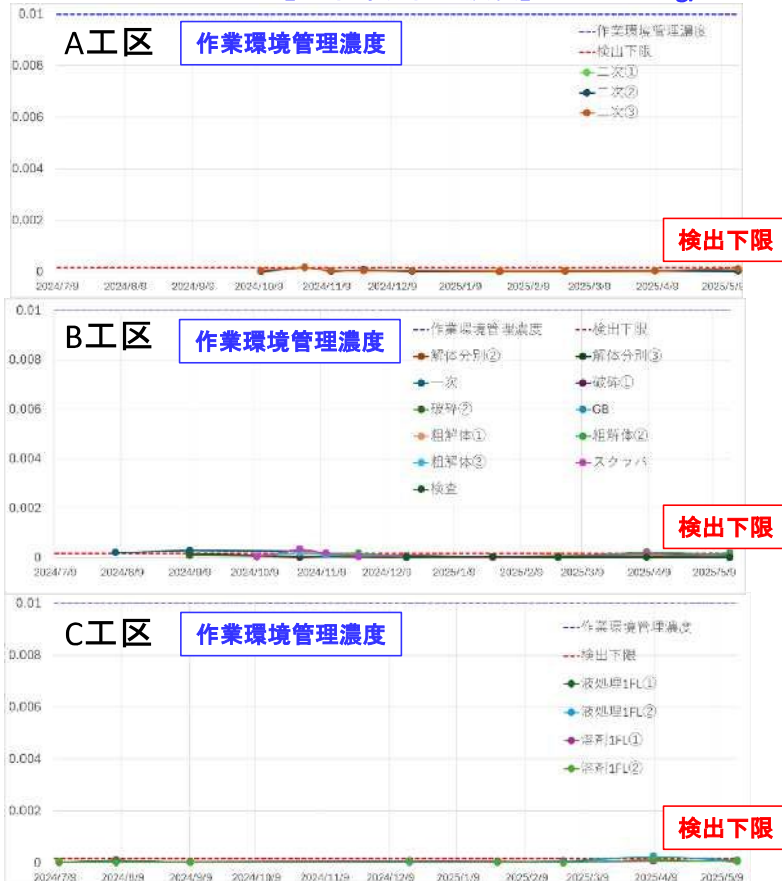 0.01
A工区
作業環境管理濃度
作業環境管理濃度
検出下限
二次①
二次②
二次③
0.008
0.006
0.004
0.002
検出下限
0
2024/7/9 2024/8/9 2024/9/9 2024/10/9 2024/11/9 2024/12/9 2025/1/9 2025/2/9 2025/3/9 2025/4/9 2025/5/9
0.01
B工区
作業環境管理濃度
作業環境管理濃度 検出下限
解体分別② 解体分別③
一次 破砕①
破砕② GB
粗解体① 粗解体②
粗解体③ スクラバ
検査
0.008
0.006
0.004
0.002
検出下限
0
2024/7/9 2024/8/9 2024/9/9 2024/10/9 2024/11/9 2024/12/9 2025/1/9 2025/2/9 2025/3/9 2025/4/9 2025/5/9
0.01
C工区
作業環境管理濃度
作業環境管理濃度
検出下限
液処理1FL①
液処理1FL②
溶剤1FL①
溶剤1FL②
0.008
0.006
0.004
0.002
検出下限
0
2024/7/9 2024/8/9 2024/9/9 2024/10/9 2024/11/9 2024/12/9 2025/1/9 2025/2/9 2025/3/9 2025/4/9 2025/5/9